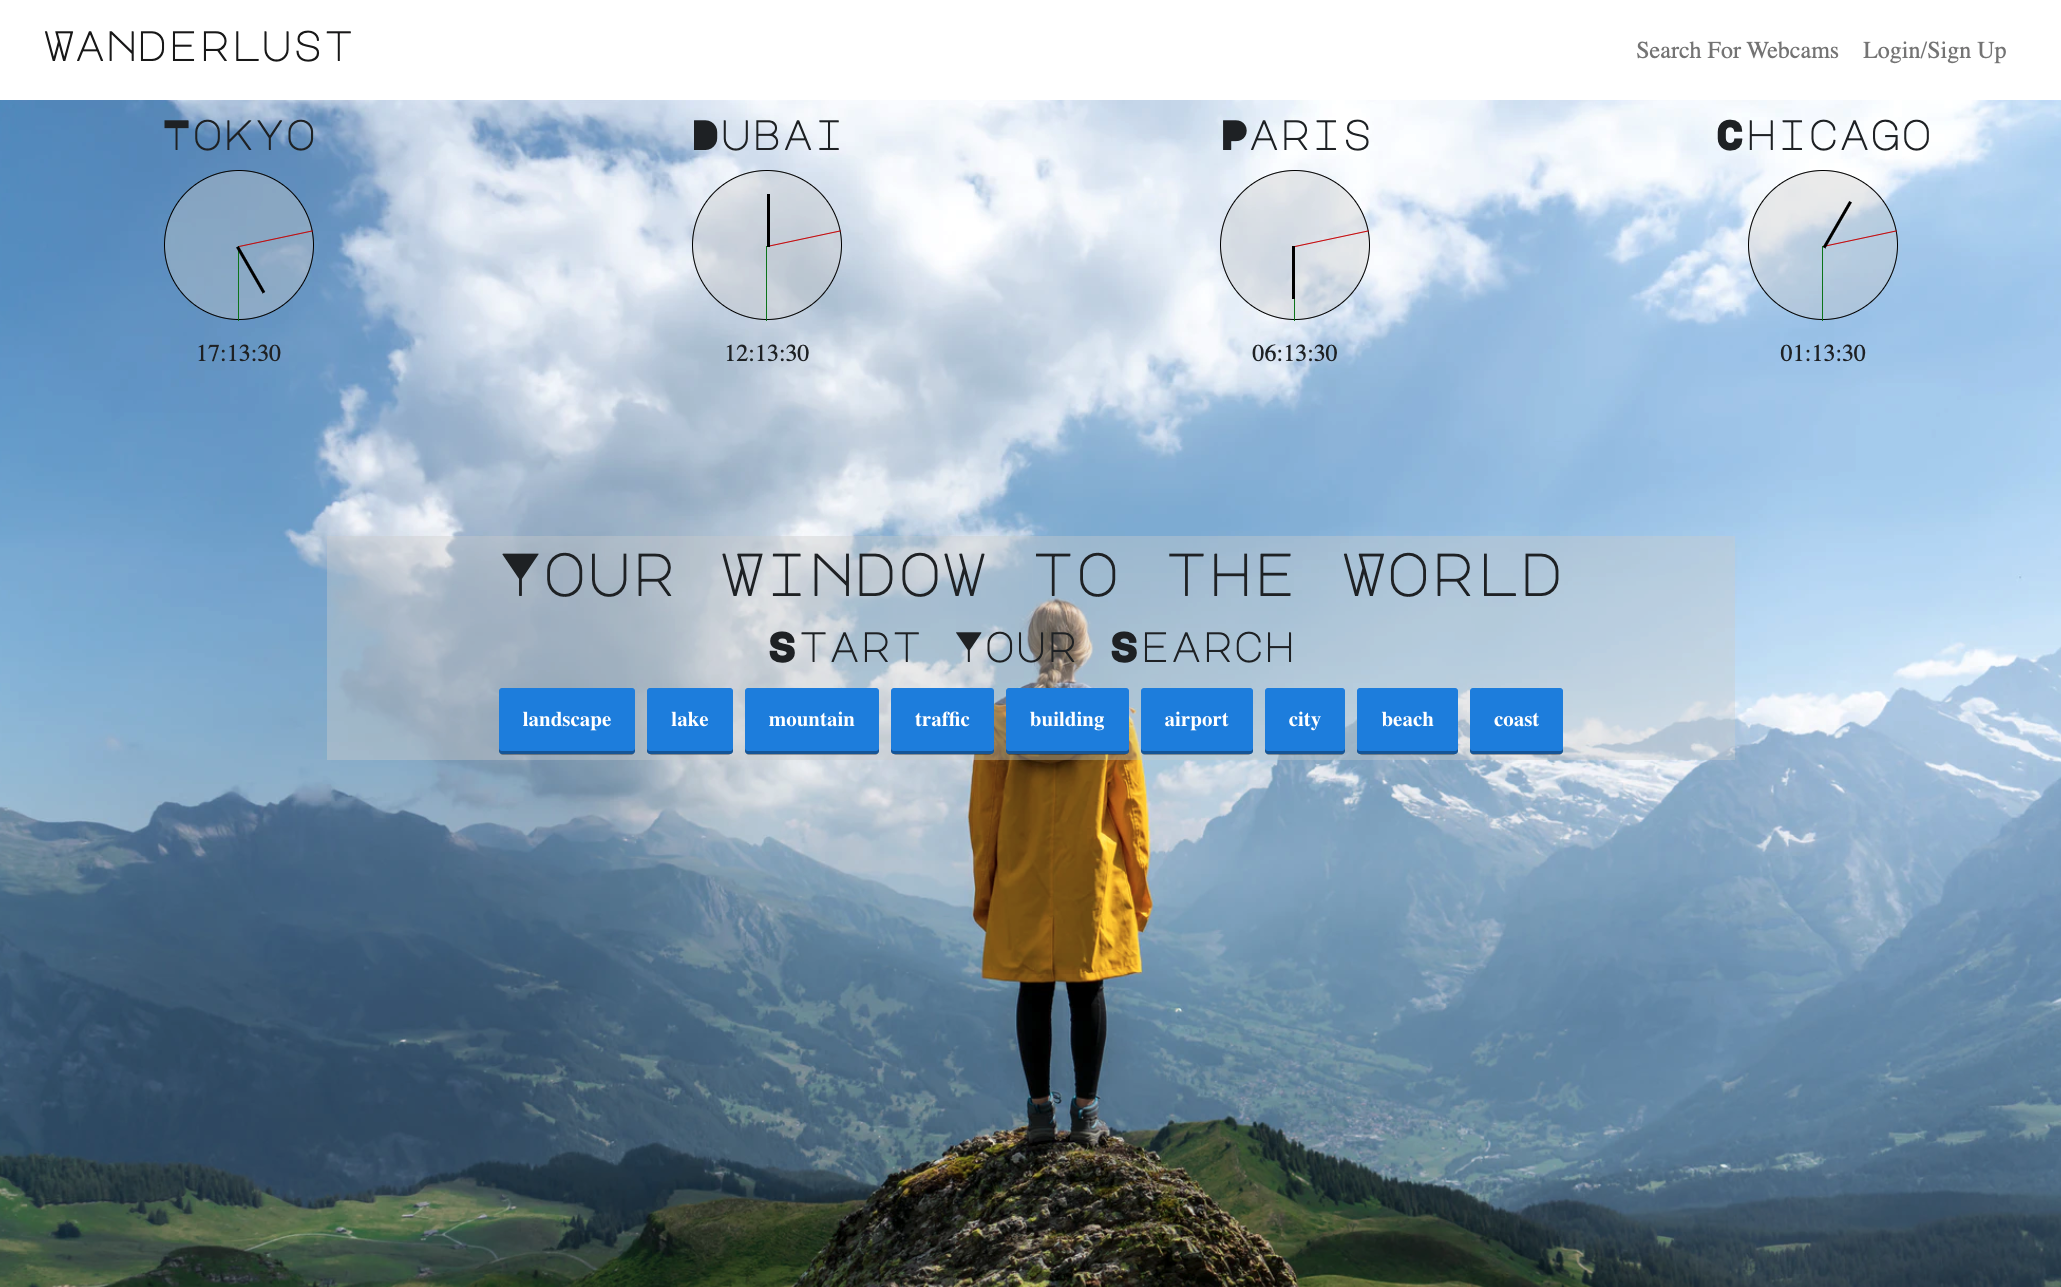 WANDERLUST
Search For Webcams Login/Sign Up
TOKYO DUBAI PARIS CHICAGO
17:13:30 12:13:30 06:13:30 01:13:30
YOUR WINDOW TO THE WORLD
START YOUR SEARCH
landscape lake mountain traffic building airport city beach coast